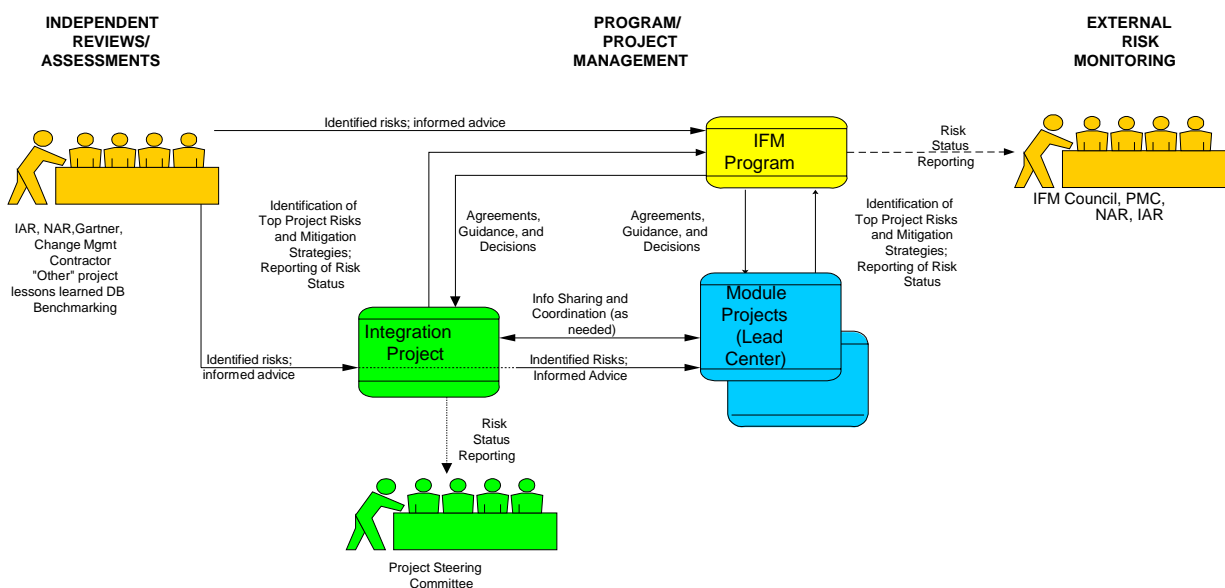 INDEPENDENT
REVIEWS/
ASSESSMENTS
PROGRAM/
PROJECT
MANAGEMENT
EXTERNAL
RISK
MONITORING
Identified risks; informed advice
IFM
Program
Risk
Status
Reporting
IAR, NAR,Gartner,
Change Mgmt
Contractor
"Other" project
lessons learned DB
Benchmarking
Identification of
Top Project Risks
and Mitigation
Strategies;
Reporting of Risk
Status
Agreements,
Guidance, and
Decisions
Agreements,
Guidance, and
Decisions
Identification of
Top Project Risks
and Mitigation
Strategies;
Reporting of Risk
Status
IFM Council, PMC,
NAR, IAR
Integration
Project
Info Sharing and
Coordination (as
needed)
Module
Projects
(Lead
Center)
Identified risks;
informed advice
Indentified Risks;
Informed Advice
Risk
Status
Reporting
Project Steering
Committee